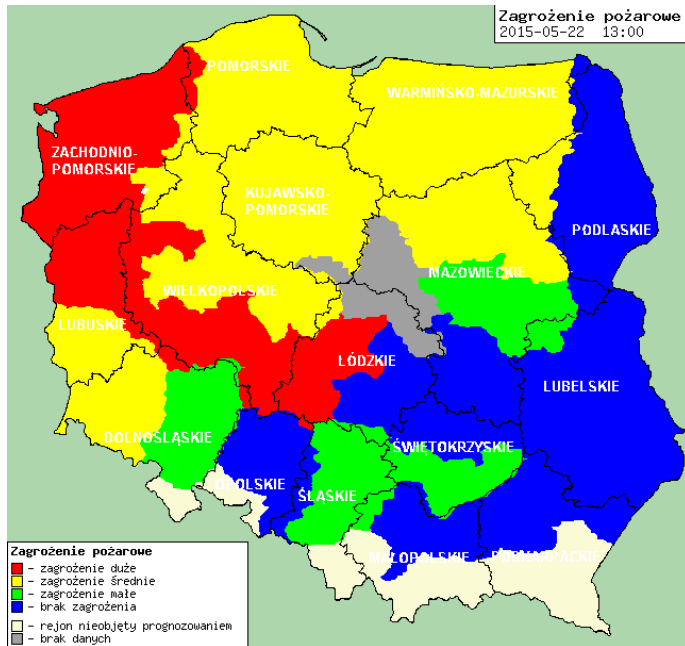 Zagrożenie pożarowe
2015-05-22 13:00
POMORSKIE
WARMIŃSKO-MAZURSKIE
ZACHODNIO-
POMORSKIE
KUJAWSKO-
POMORSKIE
PODLASKIE
MAZOWIECKIE
WIELKOPOLSKIE
LUBUSKIE
ŁÓDZKIE
LUBELSKIE
DOLNOŚLĄSKIE
ŚWIĘTOKRZYSKIE
OPOLSKIE
ŚLĄSKIE
MAŁOPOLSKIE
PODKARPACKIE
Zagrożenie pożarowe
- zagrożenie duże
- zagrożenie średnie
- zagrożenie małe
- brak zagrożenia
- rejon nieobjęty prognozowaniem
- brak danych